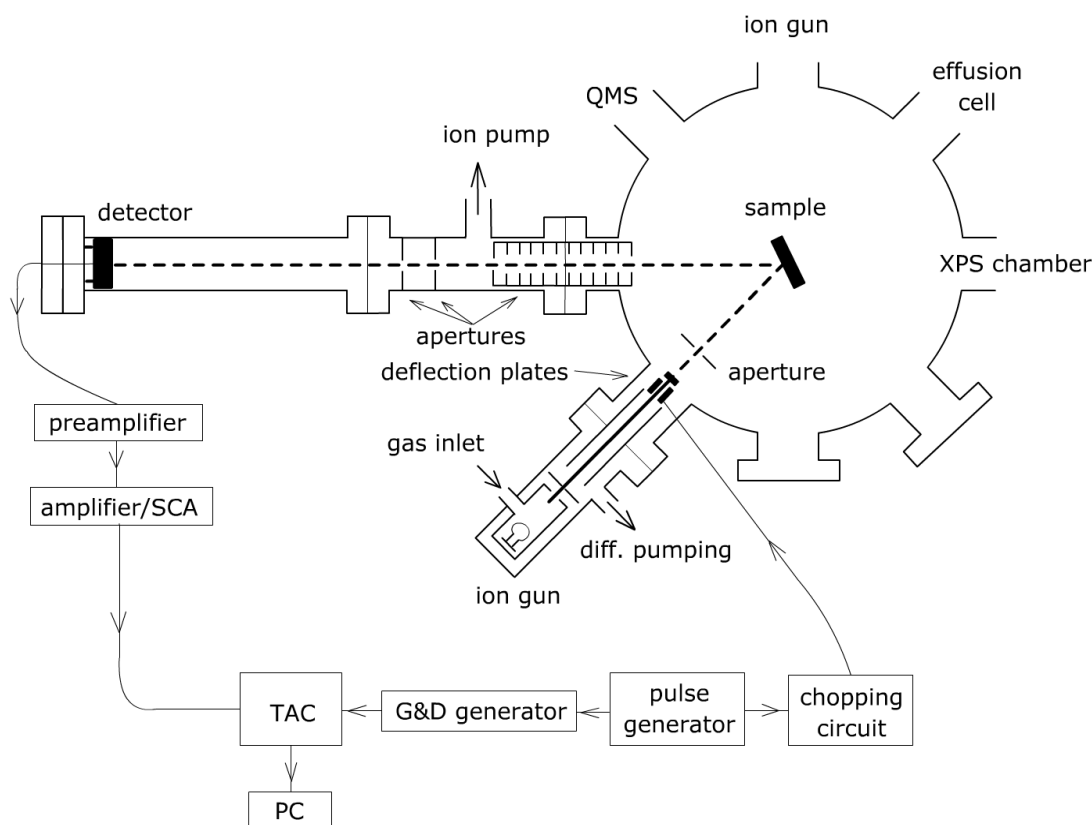 ion gun
effusion
cell
QMS
ion pump
detector
sample
XPS chamber
apertures
deflection plates
aperture
preamplifier
gas inlet
amplifier/SCA
diff. pumping
ion gun
TAC
G&D generator
pulse
generator
chopping
circuit
PC